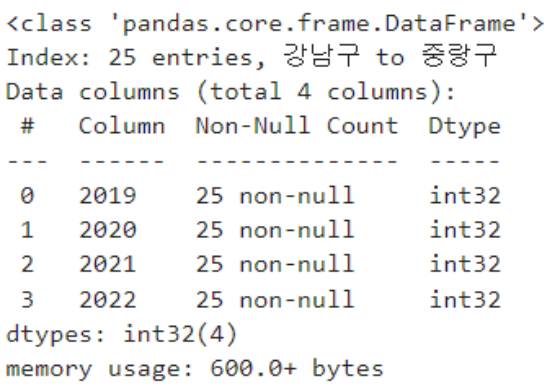 <class 'pandas.core.frame.DataFrame'>
Index: 25 entries, 강남구 to 중랑구
Data columns (total 4 columns):
 #   Column  Non-Null Count  Dtype
---  ------  --------------  -----
 0   2019    25 non-null     int32
 1   2020    25 non-null     int32
 2   2021    25 non-null     int32
 3   2022    25 non-null     int32
dtypes: int32(4)
memory usage: 600.0+ bytes